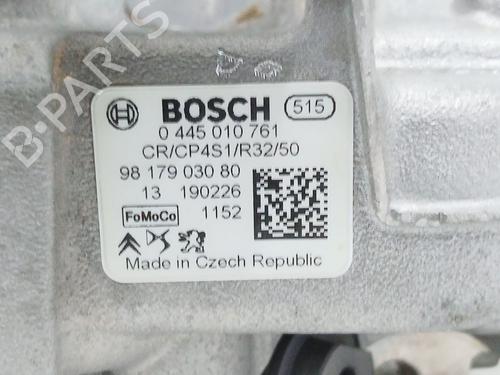 B-PARTS
BOSCH 515
0 445 010 761
CR/CP4S1/R32/50
98 179 030 80
13 190226
FoMoCo 1152
Made in Czech Republic